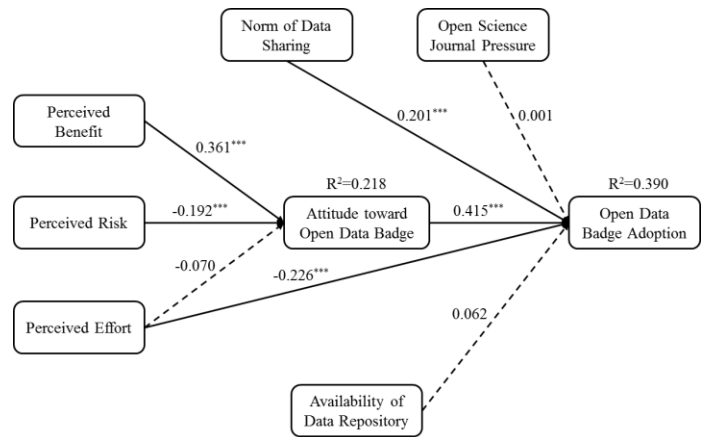 Norm of Data
Sharing
Open Science
Journal Pressure
Perceived
Benefit
0.201***
0.001
0.361***
R²=0.218
R²=0.390
Perceived Risk
-0.192***
Attitude toward
Open Data Badge
0.415***
Open Data
Badge Adoption
-0.070
-0.226***
Perceived Effort
0.062
Availability of
Data Repository